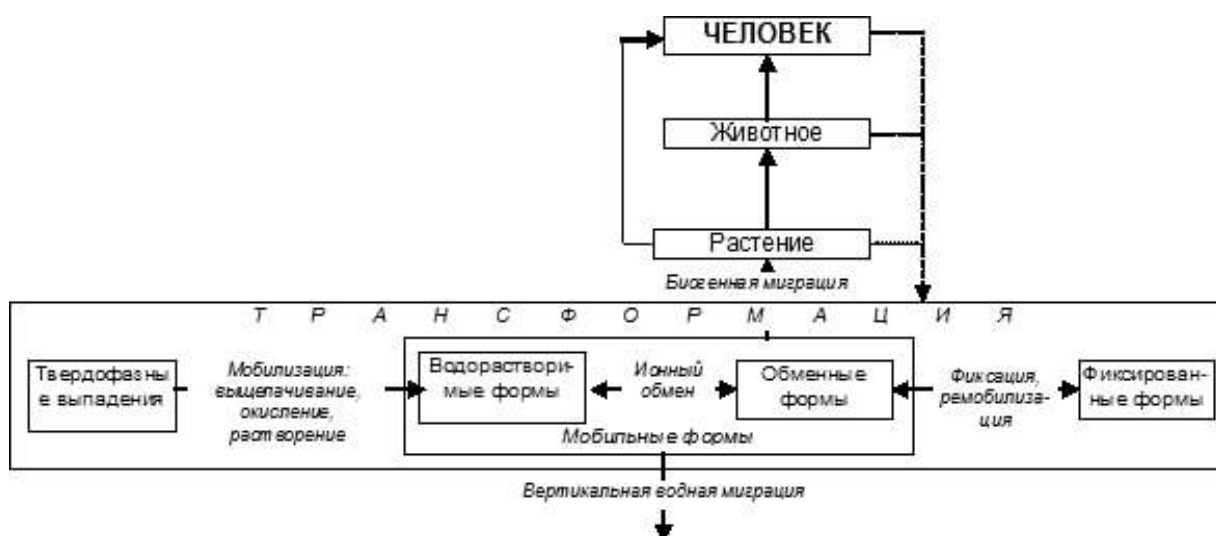 ЧЕЛОВЕК
Животное
Растение
Биогенная миграция
Т Р А Н С Ф О Р М А Ц И Я
Твердофазны
е выпадения
Мобилизация:
выщелачивание,
окисление,
растворение
Водораствори-
мые формы
Ионный
обмен
Обменные
формы
Фиксация,
ремобилиза-
ция
Фиксирован-
ные формы
Мобильные формы
Вертикальная водная миграция